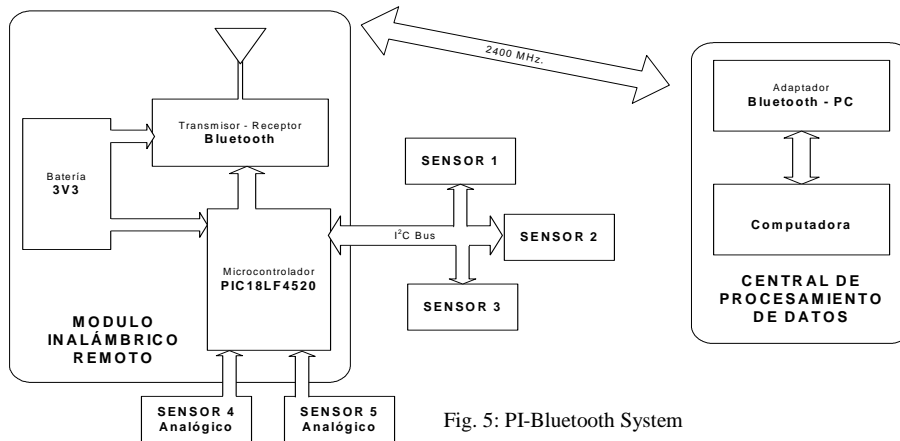 2400 MHz.
Transmisor - Receptor
Bluetooth
Batería
3V3
Microcontrolador
PIC18LF4520
MODULO
INALÁMBRICO
REMOTO
I²C Bus
SENSOR 1
SENSOR 2
SENSOR 3
SENSOR 4
Analógico
SENSOR 5
Analógico
Adaptador
Bluetooth - PC
Computadora
CENTRAL DE
PROCESAMIENTO
DE DATOS
Fig. 5: PI-Bluetooth System